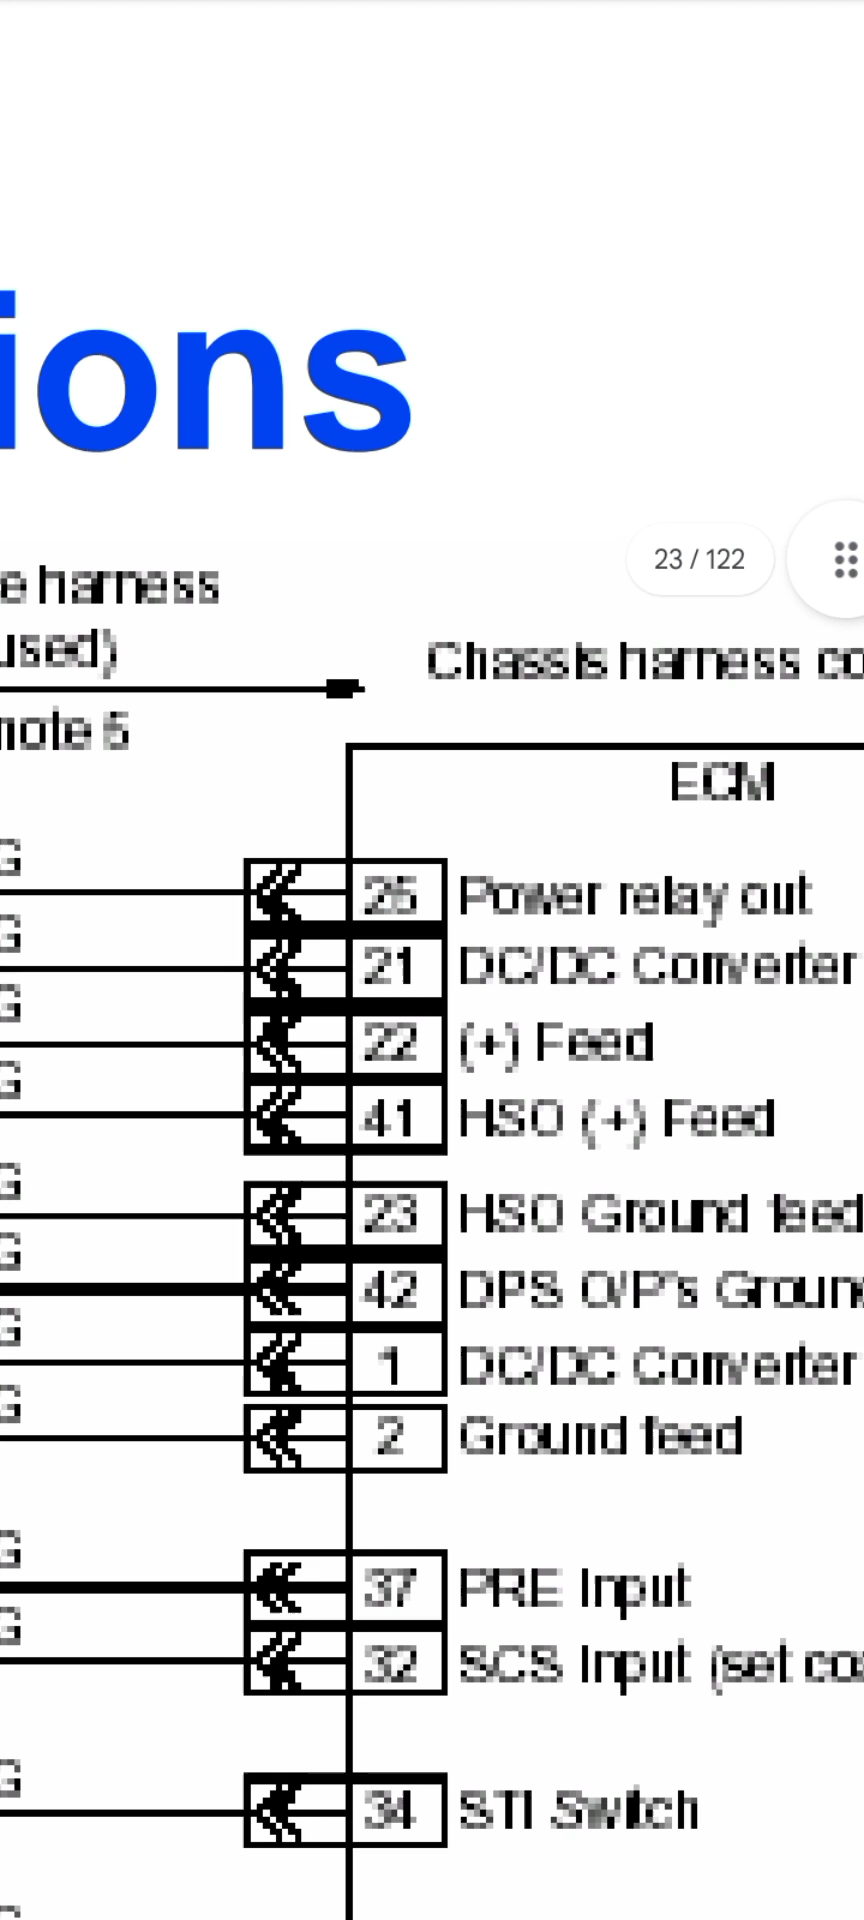 ions
23 / 122
e harness
used)
Chassis harness co
note 6
ECM
G
26 Power relay out
G
21 DC/DC Converter
G
22 (+) Feed
G
41 HSO (+) Feed
G
23 HSO Ground feed
G
42 DPS O/P's Groun
G
1 DC/DC Converter
G
2 Ground feed
G
37 PRE Input
G
32 SCS Input (set co
G
34 STI Switch